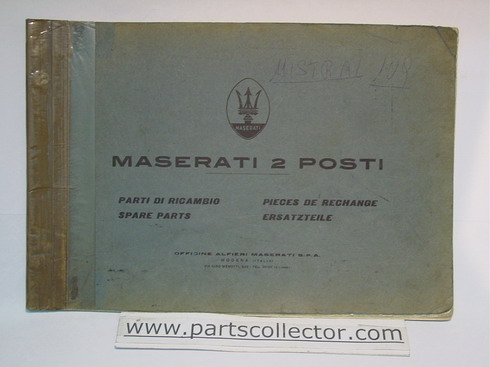 MISTRAL
MASERATI
MASERATI 2 POSTI
PARTI DI RICAMBIO PIECES DE RECHANGE
SPARE PARTS ERSATZTEILE
OFFICINE ALFIERI MASERATI S.P.A.
MODENA (ITALIA)
www.partscollector.com